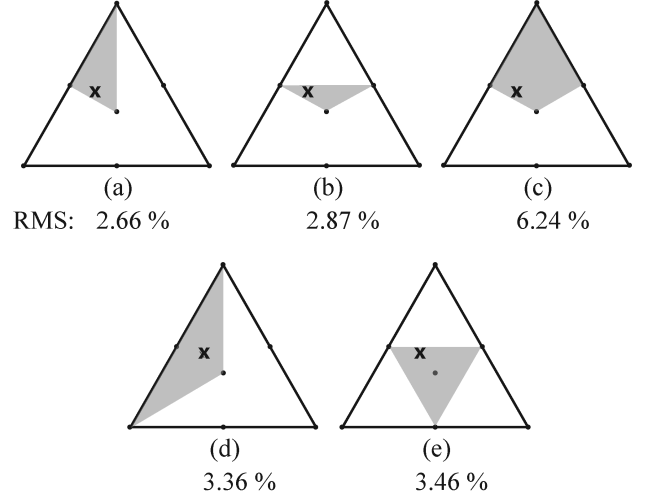 x x x
(a) (b) (c)
RMS: 2.66 % 2.87 % 6.24 %
x x
(d) (e)
3.36 % 3.46 %